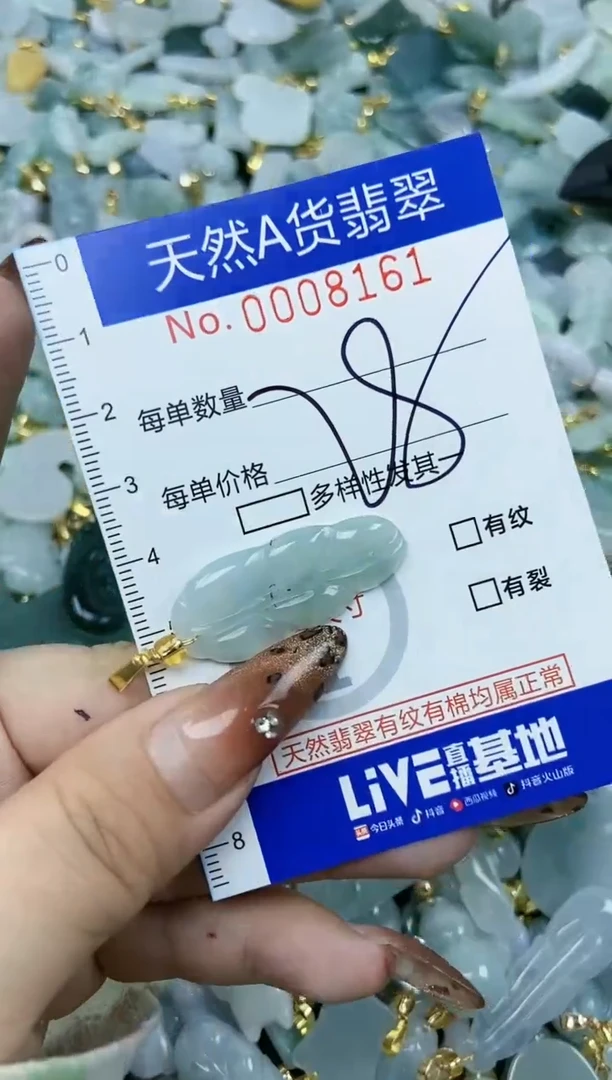 天然A货翡翠
No.0008161
0
1
每单数量
2
每单价格
3
多样性发其一
4
有纹
有裂
天然翡翠有纹有棉均属正常
LiVE直播基地
今日头条 抖音 西瓜视频 抖音火山版
8